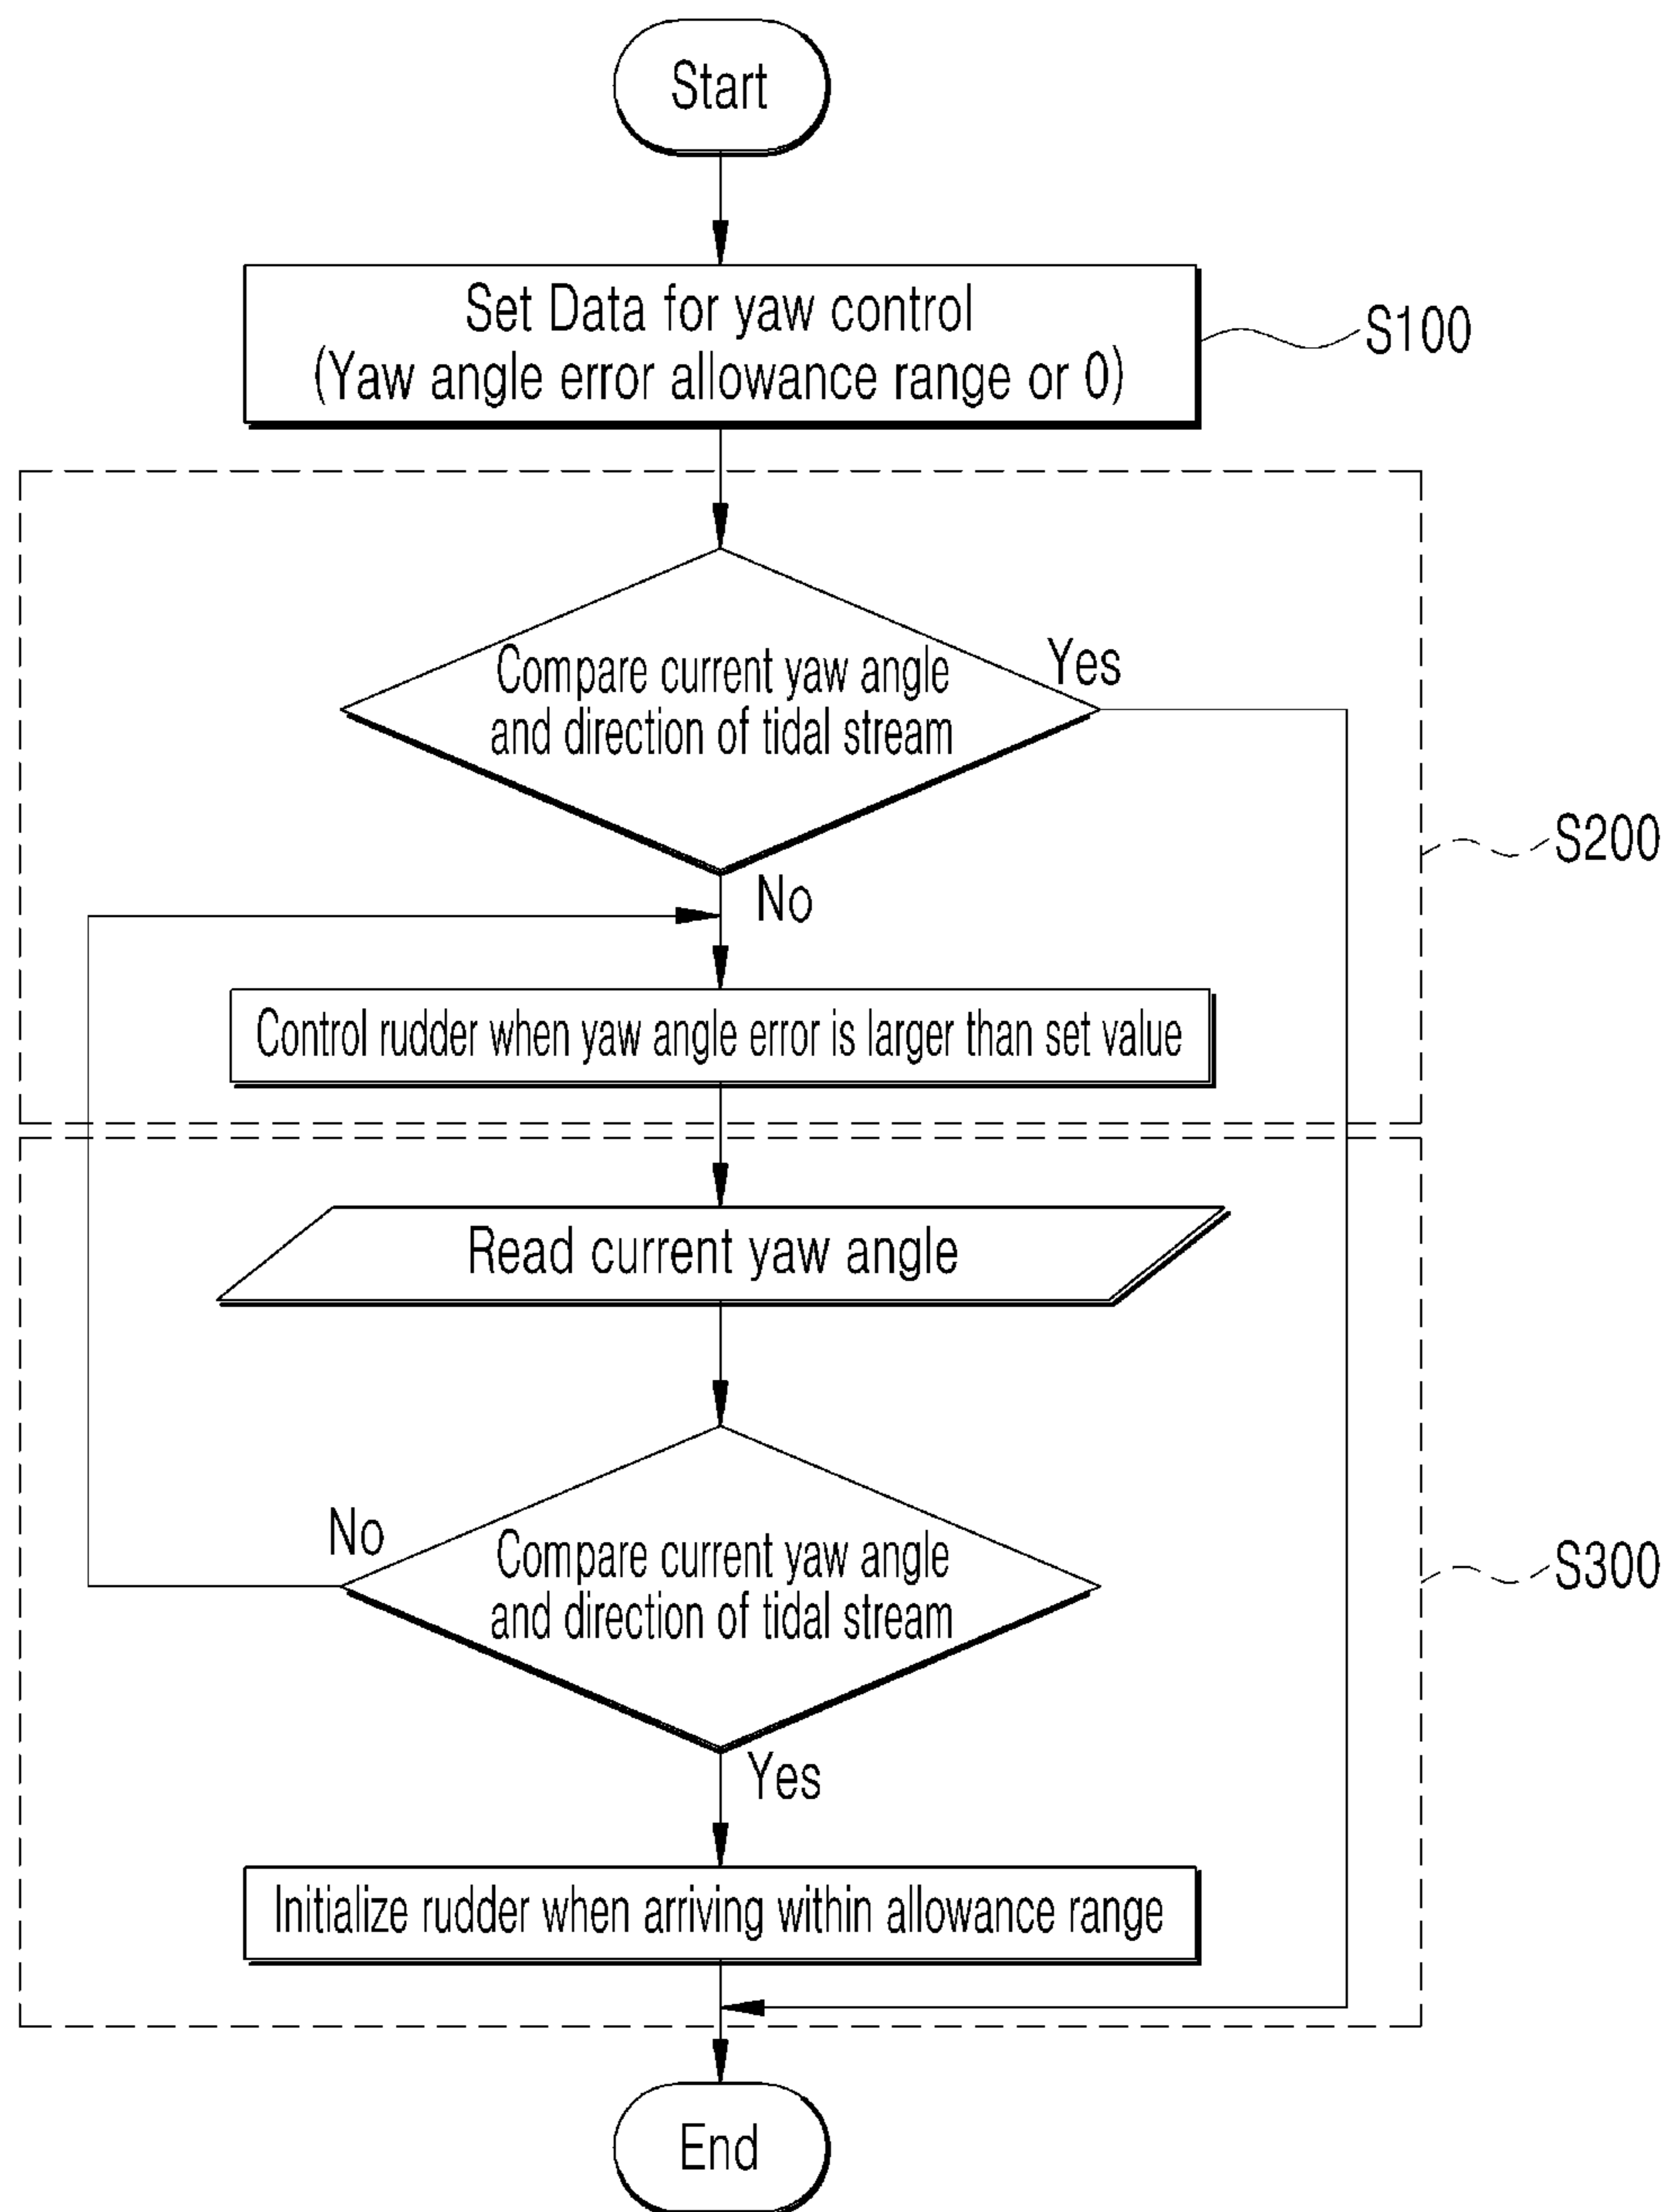 Start
Set Data for yaw control
(Yaw angle error allowance range or 0)
S100
Compare current yaw angle
and direction of tidal stream
Yes
S200
No
Control rudder when yaw angle error is larger than set value
Read current yaw angle
No
Compare current yaw angle
and direction of tidal stream
S300
Yes
Initialize rudder when arriving within allowance range
End